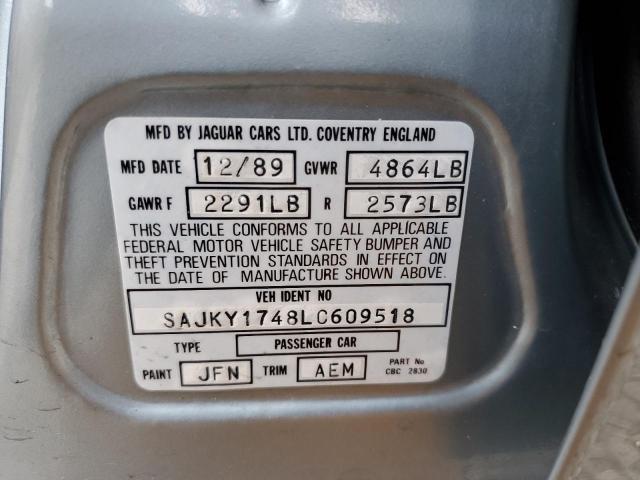 MFD BY JAGUAR CARS LTD. COVENTRY ENGLAND
MFD DATE 12/89 GVWR 4864LB
GAWR F 2291LB R 2573LB
THIS VEHICLE CONFORMS TO ALL APPLICABLE
FEDERAL MOTOR VEHICLE SAFETY BUMPER AND
THEFT PREVENTION STANDARDS IN EFFECT ON
THE DATE OF MANUFACTURE SHOWN ABOVE.
VEH IDENT NO
SAJKY1748LC609518
TYPE PASSENGER CAR
PAINT JFN TRIM AEM PART No
CBC 2830